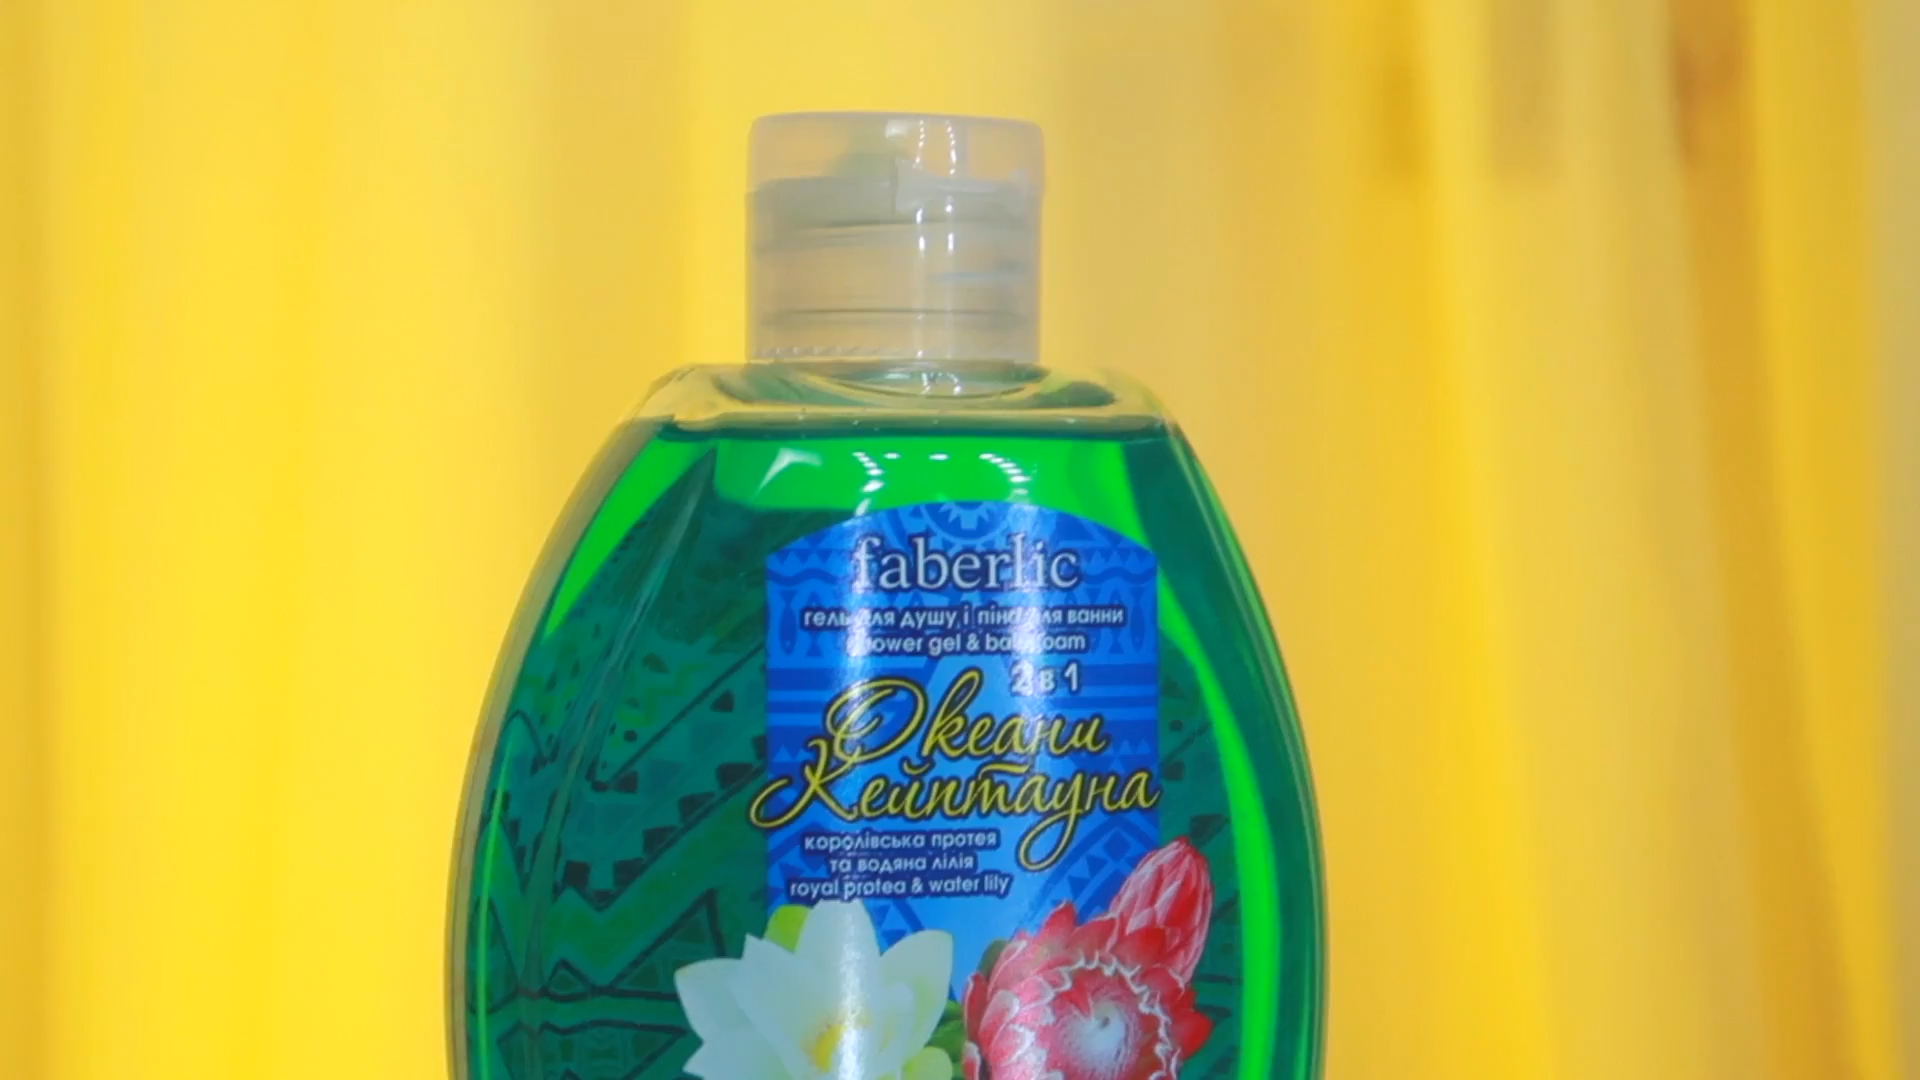 faberlic
гель для душу і піна для ванни
shower gel & bath foam
2 в 1
Океани
Кейптауна
королівська протея
та водяна лілія
royal protea & water lily